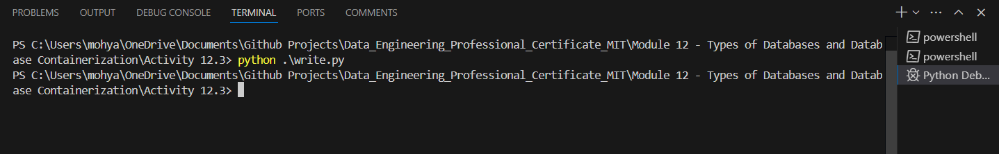 PROBLEMS OUTPUT DEBUG CONSOLE TERMINAL PORTS COMMENTS
PS C:\Users\mohya\OneDrive\Documents\Github Projects\Data_Engineering_Professional_Certificate_MIT\Module 12 - Types of Databases and Datab
ase Containerization\Activity 12.3> python .\write.py
PS C:\Users\mohya\OneDrive\Documents\Github Projects\Data_Engineering_Professional_Certificate_MIT\Module 12 - Types of Databases and Datab
ase Containerization\Activity 12.3>
powershell
powershell
Python Deb...